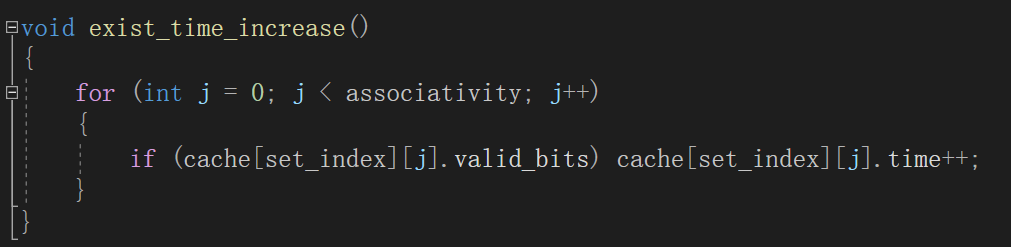 void exist_time_increase()
{
for (int j = 0; j < associativity; j++)
{
if (cache[set_index][j].valid_bits) cache[set_index][j].time++;
}
}